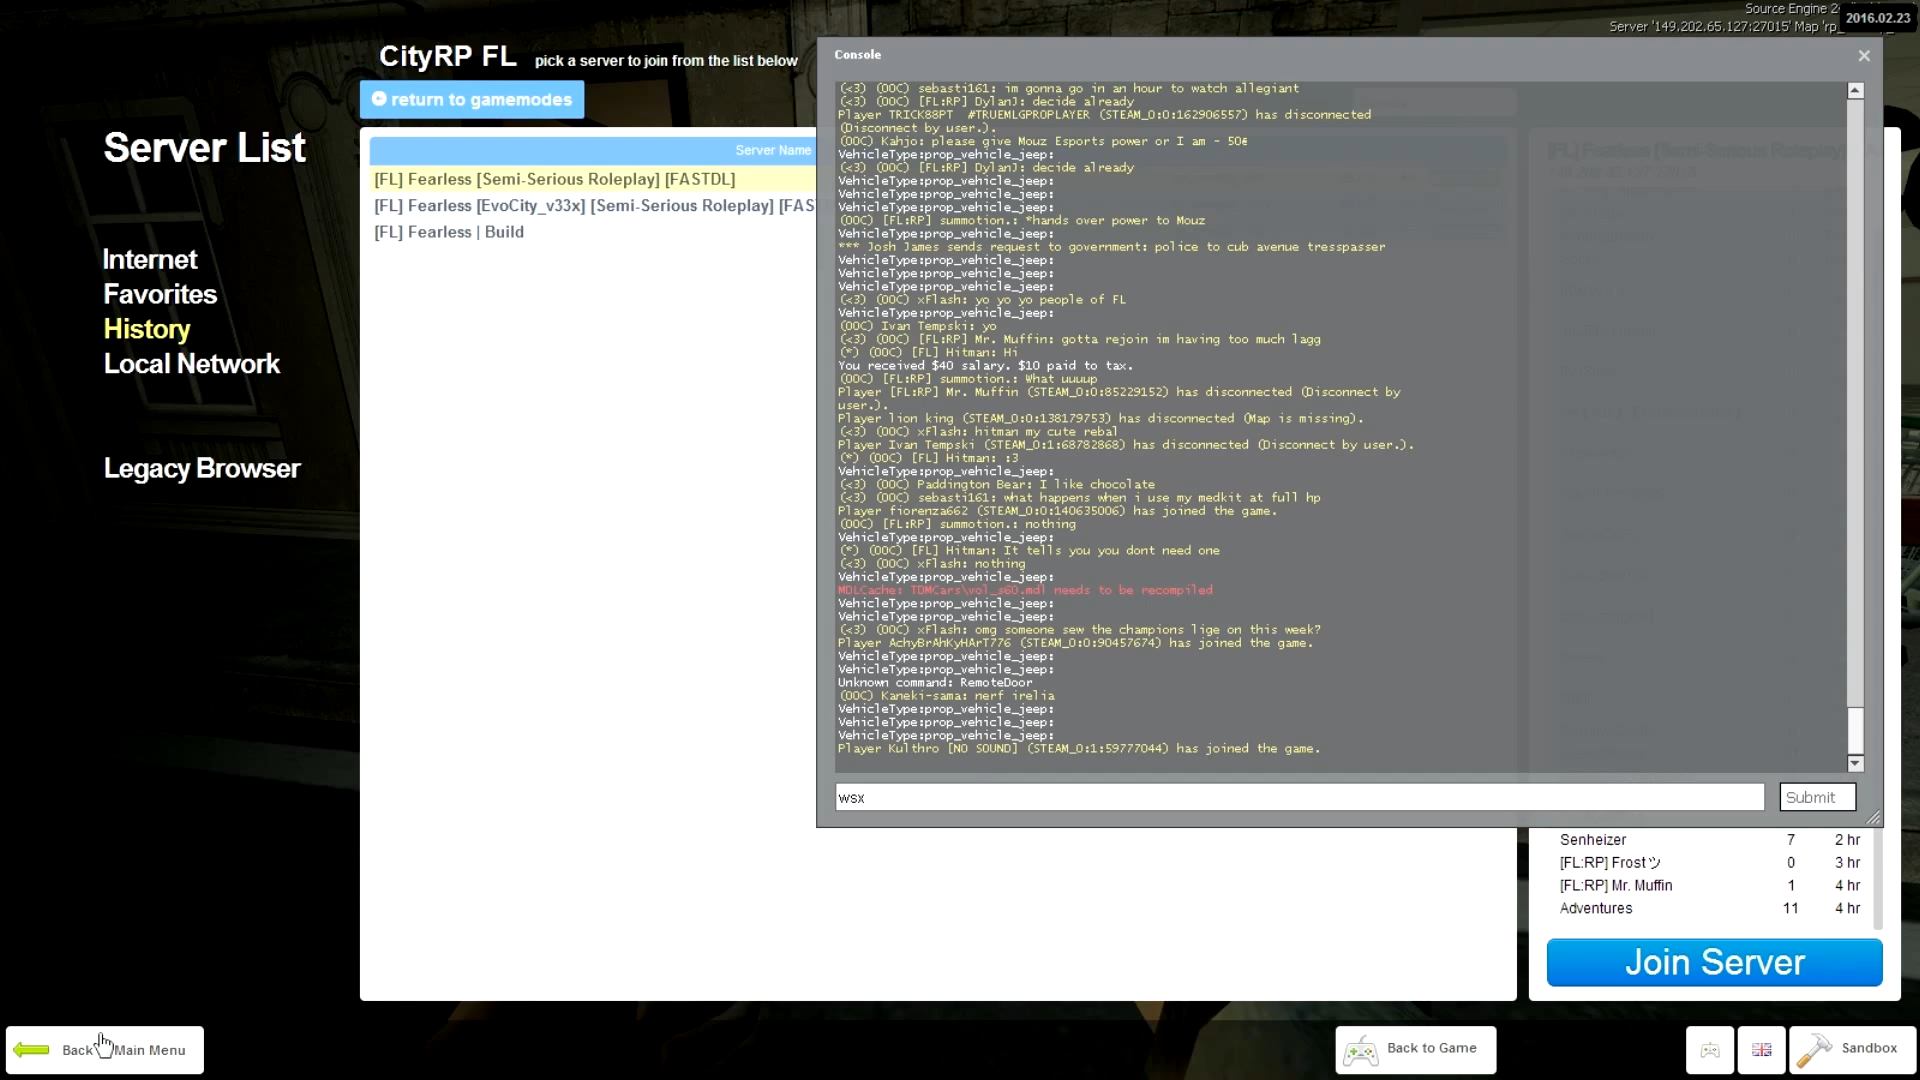 Source Engine 2
2016.02.23
Server '149.202.65.127:27015' Map 'rp_
CityRP FL pick a server to join from the list below
return to gamemodes
Server List
Internet
Favorites
History
Local Network
Legacy Browser
Server Name
[FL] Fearless [Semi-Serious Roleplay] [FASTDL]
[FL] Fearless [EvoCity_v33x] [Semi-Serious Roleplay] [FAS
[FL] Fearless | Build
Console
(<3) (OOC) sebasti161: im gonna go in an hour to watch allegiant
(<3) (OOC) [FL:RP] DylanJ: decide already
Player TRICK88PT  #TRUEMLGPROPLAYER (STEAM_0:0:162906557) has disconnected
(Disconnect by user.).
(OOC) Kahjo: please give Mouz Esports power or I am - 50€
VehicleType:prop_vehicle_jeep:
(<3) (OOC) [FL:RP] DylanJ: decide already
VehicleType:prop_vehicle_jeep:
VehicleType:prop_vehicle_jeep:
VehicleType:prop_vehicle_jeep:
(OOC) [FL:RP] summotion.: *hands over power to Mouz
VehicleType:prop_vehicle_jeep:
*** Josh James sends request to government: police to cub avenue tresspasser
VehicleType:prop_vehicle_jeep:
VehicleType:prop_vehicle_jeep:
VehicleType:prop_vehicle_jeep:
(<3) (OOC) xFlash: yo yo yo people of FL
VehicleType:prop_vehicle_jeep:
(OOC) Ivan Tempski: yo
(<3) (OOC) [FL:RP] Mr. Muffin: gotta rejoin im having too much lagg
(*) (OOC) [FL] Hitman: Hi
You received $40 salary. $10 paid to tax.
(OOC) [FL:RP] summotion.: What uuuup
Player [FL:RP] Mr. Muffin (STEAM_0:0:85229152) has disconnected (Disconnect by
user.).
Player lion king (STEAM_0:0:138179753) has disconnected (Map is missing).
(<3) (OOC) xFlash: hitman my cute rebal
Player Ivan Tempski (STEAM_0:1:68782868) has disconnected (Disconnect by user.).
(*) (OOC) [FL] Hitman: :3
VehicleType:prop_vehicle_jeep:
(<3) (OOC) Paddington Bear: I like chocolate
(<3) (OOC) sebasti161: what happens when i use my medkit at full hp
Player fiorenza662 (STEAM_0:0:140635006) has joined the game.
(OOC) [FL:RP] summotion.: nothing
VehicleType:prop_vehicle_jeep:
(*) (OOC) [FL] Hitman: It tells you you dont need one
(<3) (OOC) xFlash: nothing
VehicleType:prop_vehicle_jeep:
MDLCache: TDMCars\vol_s60.mdl needs to be recompiled
VehicleType:prop_vehicle_jeep:
VehicleType:prop_vehicle_jeep:
(<3) (OOC) xFlash: omg someone sew the champions lige on this week?
Player AchyBrAhKyHArT776 (STEAM_0:0:90457674) has joined the game.
VehicleType:prop_vehicle_jeep:
VehicleType:prop_vehicle_jeep:
Unknown command: RemoteDoor
(OOC) Kaneki-sama: nerf irelia
VehicleType:prop_vehicle_jeep:
VehicleType:prop_vehicle_jeep:
VehicleType:prop_vehicle_jeep:
Player Kulthro [NO SOUND] (STEAM_0:1:59777044) has joined the game.
wsx
Submit
Senheizer 7 2 hr
[FL:RP] Frostツ 0 3 hr
[FL:RP] Mr. Muffin 1 4 hr
Adventures 11 4 hr
Join Server
Back Main Menu
Back to Game
Sandbox